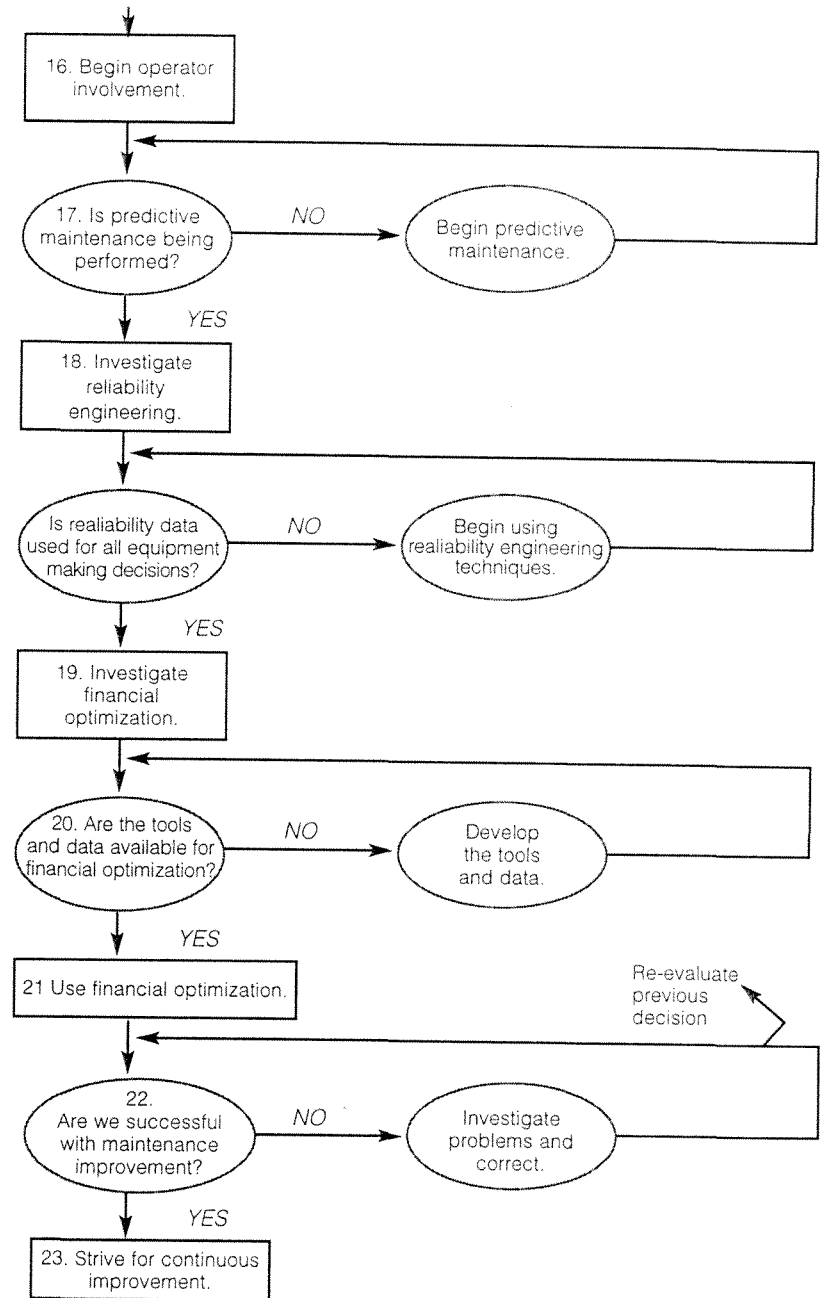 16. Begin operator
involvement.
17. Is predictive
maintenance being
performed?
NO
Begin predictive
maintenance.
YES
18. Investigate
reliability
engineering.
Is realiability data
used for all equipment
making decisions?
NO
Begin using
realiability engineering
techniques.
YES
19. Investigate
financial
optimization.
20. Are the tools
and data available for
financial optimization?
NO
Develop
the tools
and data.
YES
21 Use financial optimization.
Re-evaluate
previous
decision
22.
Are we successful
with maintenance
improvement?
NO
Investigate
problems and
correct.
YES
23. Strive for continuous
improvement.